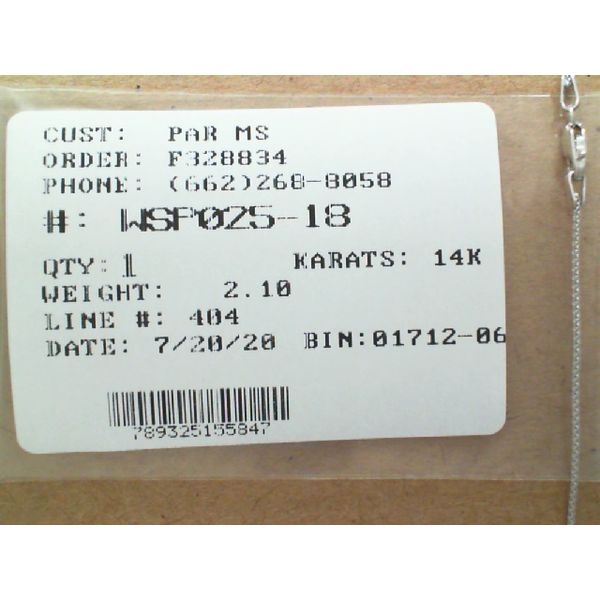 CUST: PAR MS
ORDER: F328834
PHONE: (662)268-8058
#: WSP025-18
QTY: 1 KARATS: 14K
WEIGHT: 2.10
LINE #: 404
DATE: 7/20/20 BIN:01712-06
789325155847